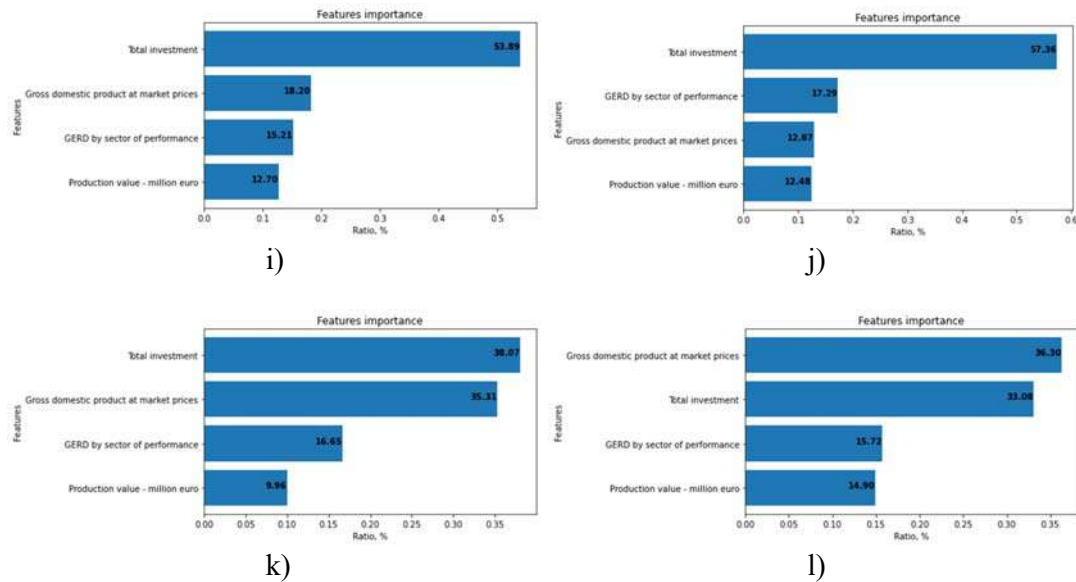 Features importance
Total investment
53.89
Gross domestic product at market prices
18.20
GERD by sector of performance
15.21
Production value - million euro
12.70
Features
0.0 0.1 0.2 0.3 0.4 0.5
Ratio, %
i)
Features importance
Total investment
57.36
GERD by sector of performance
17.29
Gross domestic product at market prices
12.87
Production value - million euro
12.48
Features
0.0 0.1 0.2 0.3 0.4 0.5 0.6
Ratio, %
j)
Features importance
Total investment
38.07
Gross domestic product at market prices
35.31
GERD by sector of performance
16.65
Production value - million euro
9.96
Features
0.00 0.05 0.10 0.15 0.20 0.25 0.30 0.35
Ratio, %
k)
Features importance
Gross domestic product at market prices
36.30
Total investment
33.08
GERD by sector of performance
15.72
Production value - million euro
14.90
Features
0.00 0.05 0.10 0.15 0.20 0.25 0.30 0.35
Ratio, %
l)